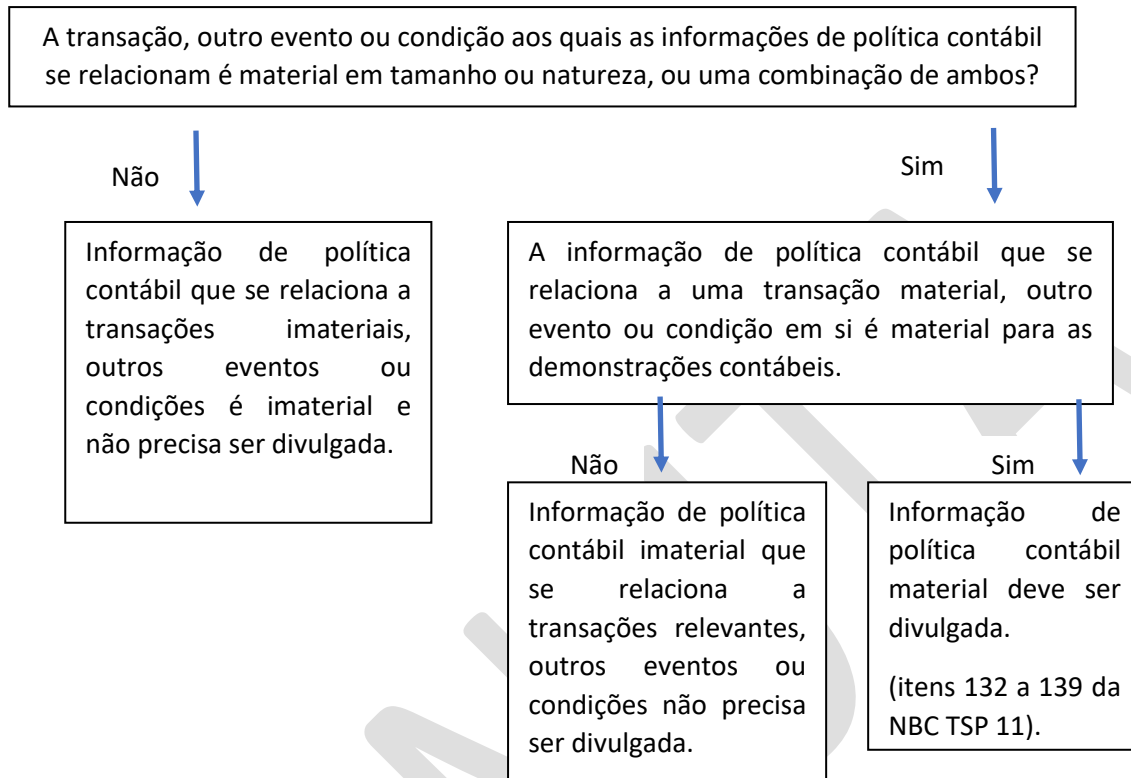 A transação, outro evento ou condição aos quais as informações de política contábil
se relacionam é material em tamanho ou natureza, ou uma combinação de ambos?
Não
Sim
Informação de política
contábil que se relaciona a
transações imateriais,
outros eventos ou
condições é imaterial e
não precisa ser divulgada.
A informação de política contábil que se
relaciona a uma transação material, outro
evento ou condição em si é material para as
demonstrações contábeis.
Não
Sim
Informação de política
contábil imaterial que
se relaciona a
transações relevantes,
outros eventos ou
condições não precisa
ser divulgada.
Informação de
política contábil
material deve ser
divulgada.
(itens 132 a 139 da
NBC TSP 11).